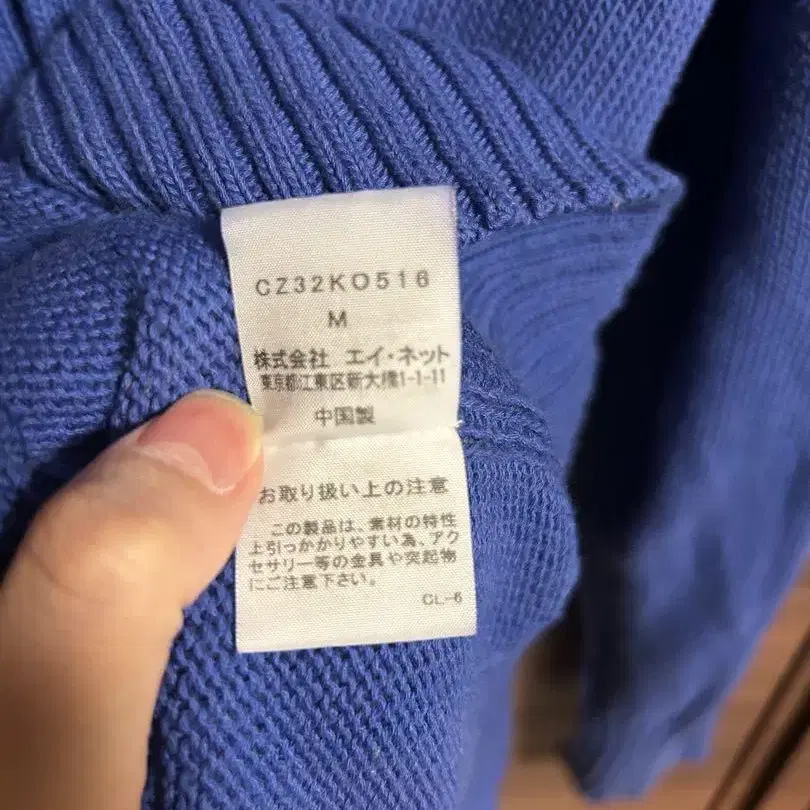 CZ32KO516
M
株式会社 エイ・ネット
東京都江東区新大橋1-1-11
中国製
お取り扱い上の注意
この製品は、素材の特性
上引っかかりやすい為、アク
セサリー等の金具や突起物
にご注意下さい。
CL-6